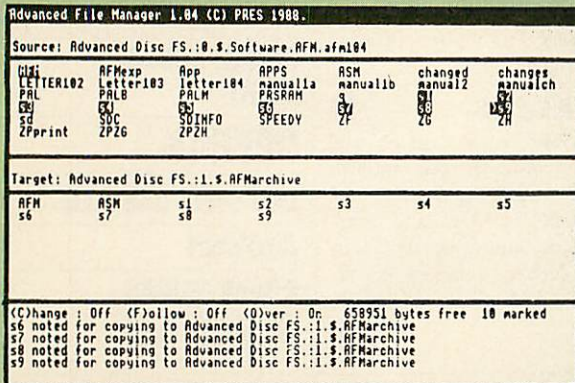 Advanced File Manager 1.04 (C) PRES 1988.
Source: Advanced Disc FS.:0.$.Software.AFM.afm104
AFMexp App APPS ASM changed changes
LETTER102 Letter103 letter104 manual1a manual1b manual2 manualch
PAL PALB PALM PASRAM q s1 s2
s3 s4 s5 s6 s7 s8 >s9
sd SDC SDINFO SPEEDY ZF ZG ZH
ZPprint ZPZG ZPZH
Target: Advanced Disc FS.:1.$.AFMarchive
AFM ASM s1 s2 s3 s4 s5
s6 s7 s8 s9
(C)hange : Off (F)ollow : Off (O)ver : On 658951 bytes free 10 marked
s6 noted for copying to Advanced Disc FS.:1.$.AFMarchive
s7 noted for copying to Advanced Disc FS.:1.$.AFMarchive
s8 noted for copying to Advanced Disc FS.:1.$.AFMarchive
s9 noted for copying to Advanced Disc FS.:1.$.AFMarchive